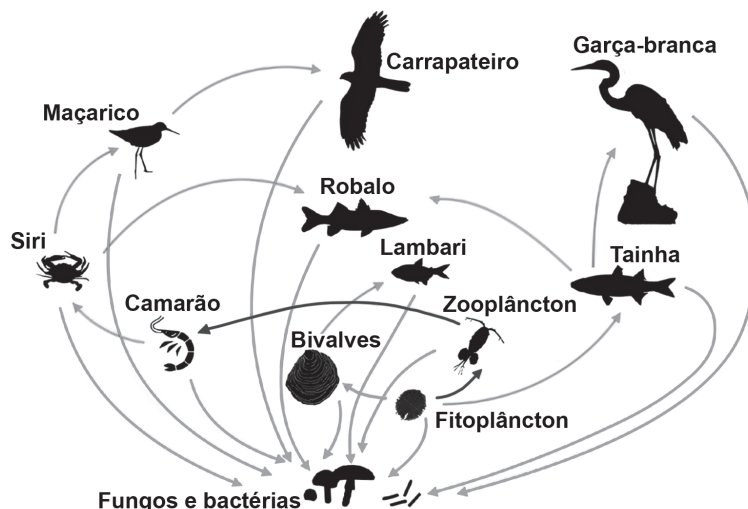 Carrapateiro
Garça-branca
Maçarico
Robalo
Siri
Lambari
Tainha
Camarão
Zooplâncton
Bivalves
Fitoplâncton
Fungos e bactérias